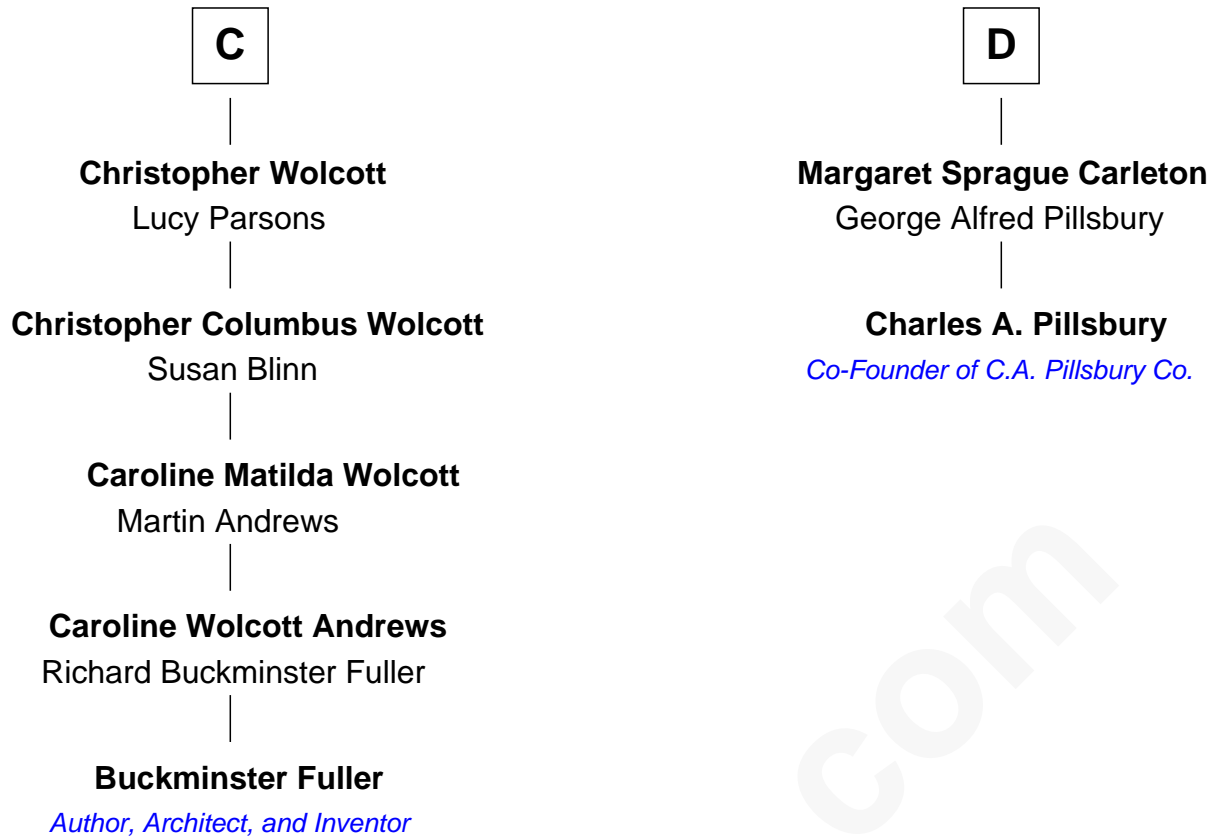 C
Christopher Wolcott
Lucy Parsons
Christopher Columbus Wolcott
Susan Blinn
Caroline Matilda Wolcott
Martin Andrews
Caroline Wolcott Andrews
Richard Buckminster Fuller
Buckminster Fuller
Author, Architect, and Inventor
D
Margaret Sprague Carleton
George Alfred Pillsbury
Charles A. Pillsbury
Co-Founder of C.A. Pillsbury Co.
com